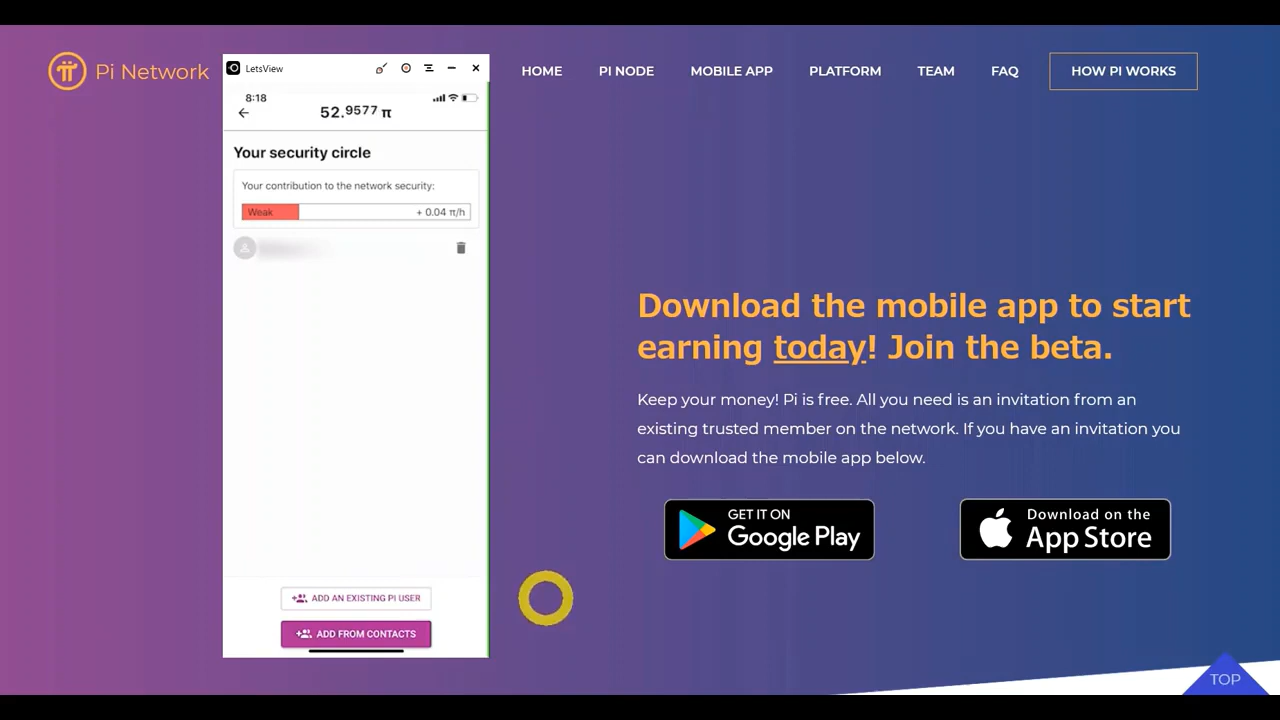 Pi Network
HOME
PI NODE
MOBILE APP
PLATFORM
TEAM
FAQ
HOW PI WORKS
LetsView
8:18
52.9577 π
Your security circle
Your contribution to the network security:
Weak
+ 0.04 π/h
ADD AN EXISTING PI USER
ADD FROM CONTACTS
Download the mobile app to start
earning today! Join the beta.
Keep your money! Pi is free. All you need is an invitation from an
existing trusted member on the network. If you have an invitation you
can download the mobile app below.
GET IT ON
Google Play
Download on the
App Store
TOP